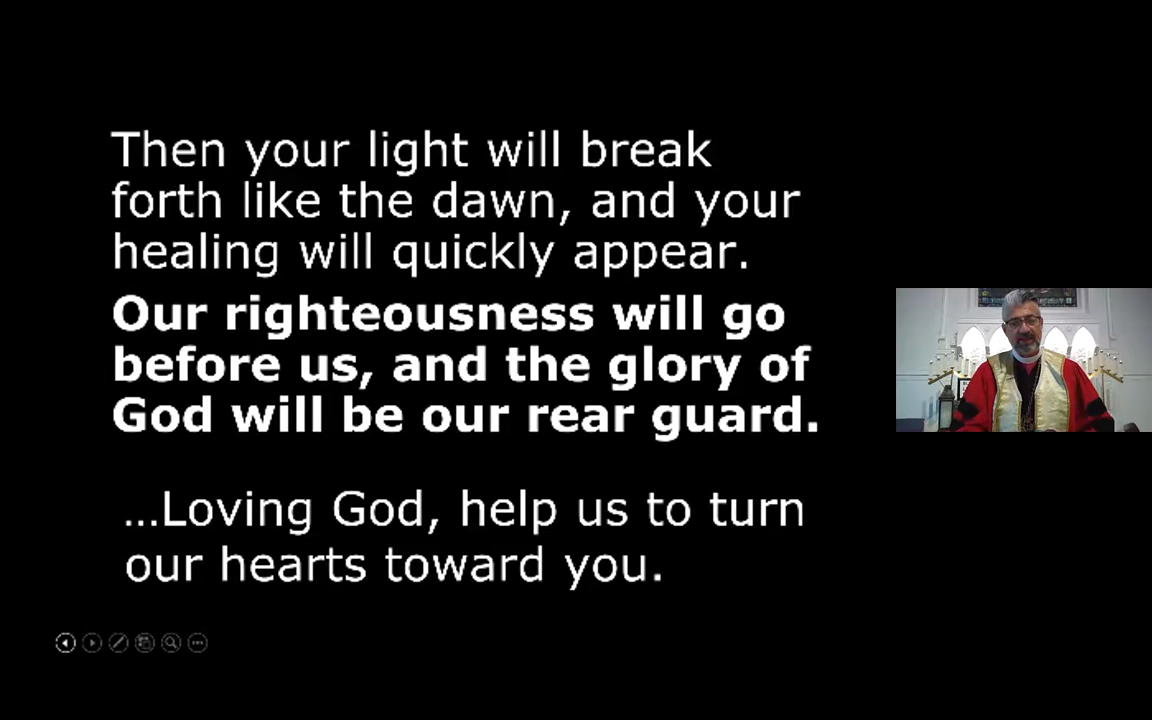 Then your light will break
forth like the dawn, and your
healing will quickly appear.
Our righteousness will go
before us, and the glory of
God will be our rear guard.
...Loving God, help us to turn
our hearts toward you.